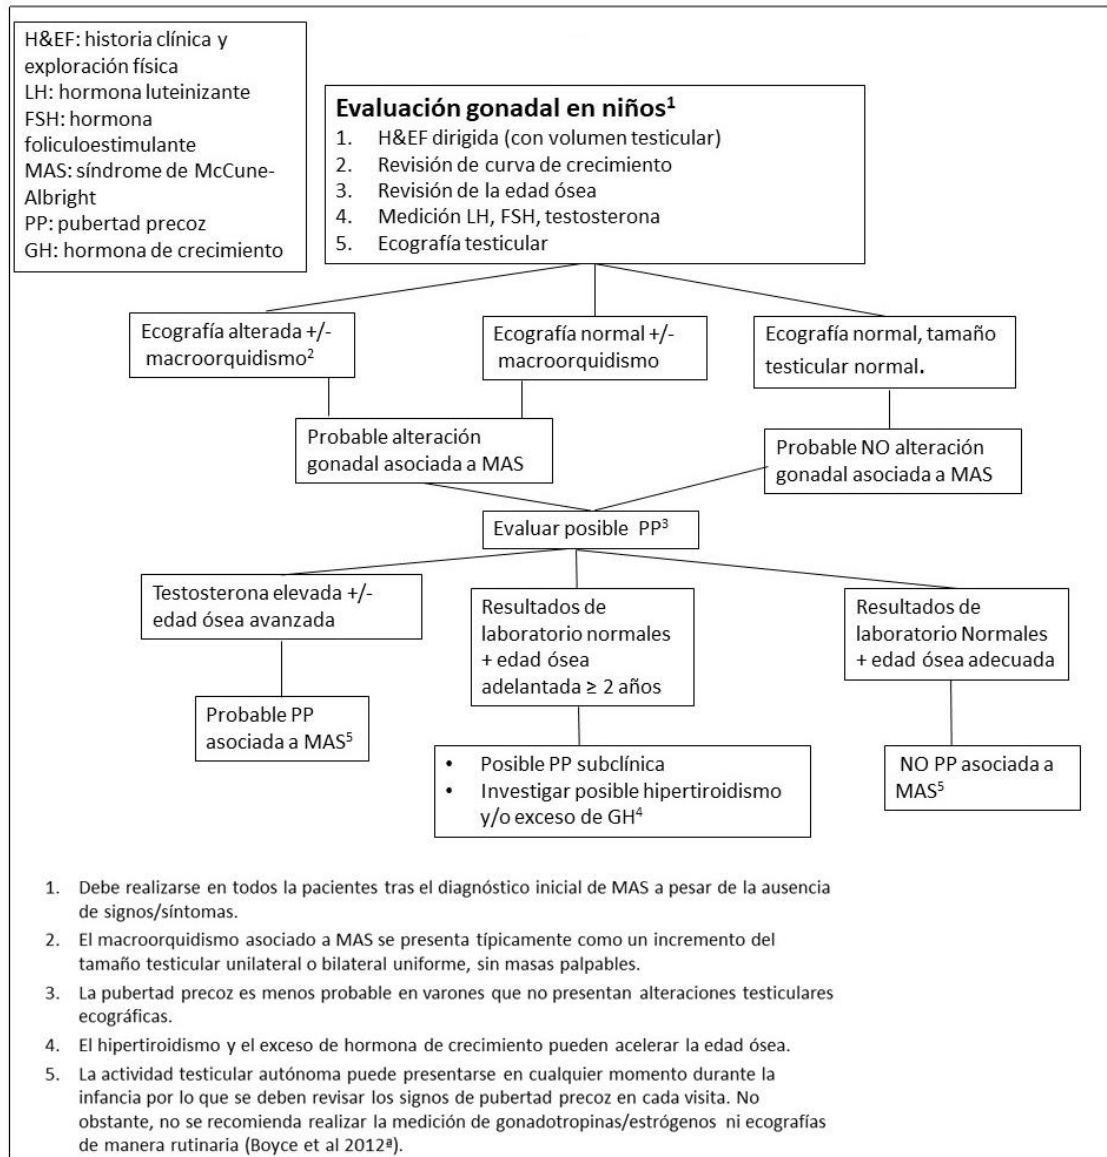 H&EF: historia clínica y
exploración física
LH: hormona luteinizante
FSH: hormona
foliculoestimulante
MAS: síndrome de McCune-
Albright
PP: pubertad precoz
GH: hormona de crecimiento
Evaluación gonadal en niños¹
1. H&EF dirigida (con volumen testicular)
2. Revisión de curva de crecimiento
3. Revisión de la edad ósea
4. Medición LH, FSH, testosterona
5. Ecografía testicular
Ecografía alterada +/-
macroorquidismo²
Ecografía normal +/-
macroorquidismo
Ecografía normal, tamaño
testicular normal.
Probable alteración
gonadal asociada a MAS
Probable NO alteración
gonadal asociada a MAS
Evaluar posible PP³
Testosterona elevada +/-
edad ósea avanzada
Resultados de
laboratorio normales
+ edad ósea
adelantada ≥ 2 años
Resultados de
laboratorio Normales
+ edad ósea adecuada
Probable PP
asociada a MAS⁵
• Posible PP subclínica
• Investigar posible hipertiroidismo
y/o exceso de GH⁴
NO PP asociada a
MAS⁵
1. Debe realizarse en todos la pacientes tras el diagnóstico inicial de MAS a pesar de la ausencia
de signos/síntomas.
2. El macroorquidismo asociado a MAS se presenta típicamente como un incremento del
tamaño testicular unilateral o bilateral uniforme, sin masas palpables.
3. La pubertad precoz es menos probable en varones que no presentan alteraciones testiculares
ecográficas.
4. El hipertiroidismo y el exceso de hormona de crecimiento pueden acelerar la edad ósea.
5. La actividad testicular autónoma puede presentarse en cualquier momento durante la
infancia por lo que se deben revisar los signos de pubertad precoz en cada visita. No
obstante, no se recomienda realizar la medición de gonadotropinas/estrógenos ni ecografías
de manera rutinaria (Boyce et al 2012ª).